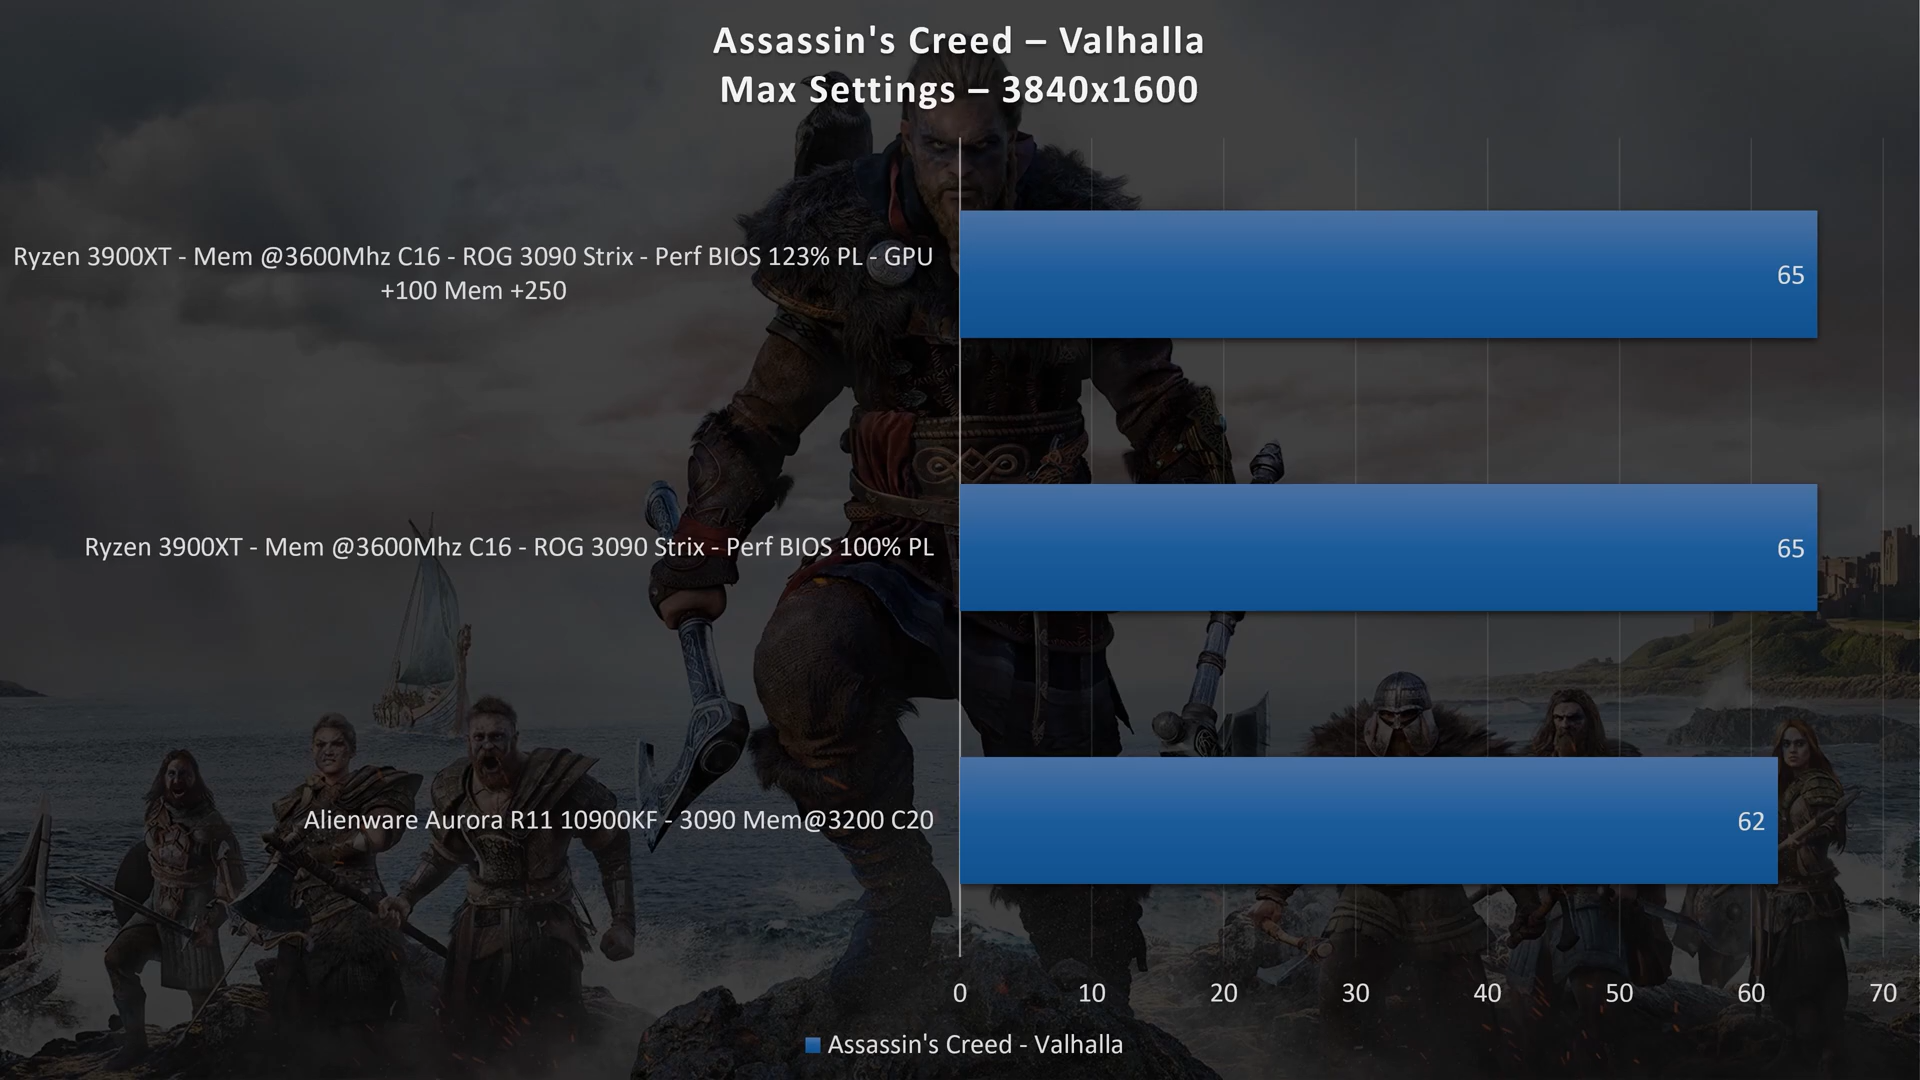 Assassin's Creed – Valhalla
Max Settings – 3840x1600
Ryzen 3900XT - Mem @3600Mhz C16 - ROG 3090 Strix - Perf BIOS 123% PL - GPU
+100 Mem +250
65
Ryzen 3900XT - Mem @3600Mhz C16 - ROG 3090 Strix - Perf BIOS 100% PL
65
Alienware Aurora R11 10900KF - 3090 Mem@3200 C20
62
0 10 20 30 40 50 60 70
Assassin's Creed - Valhalla